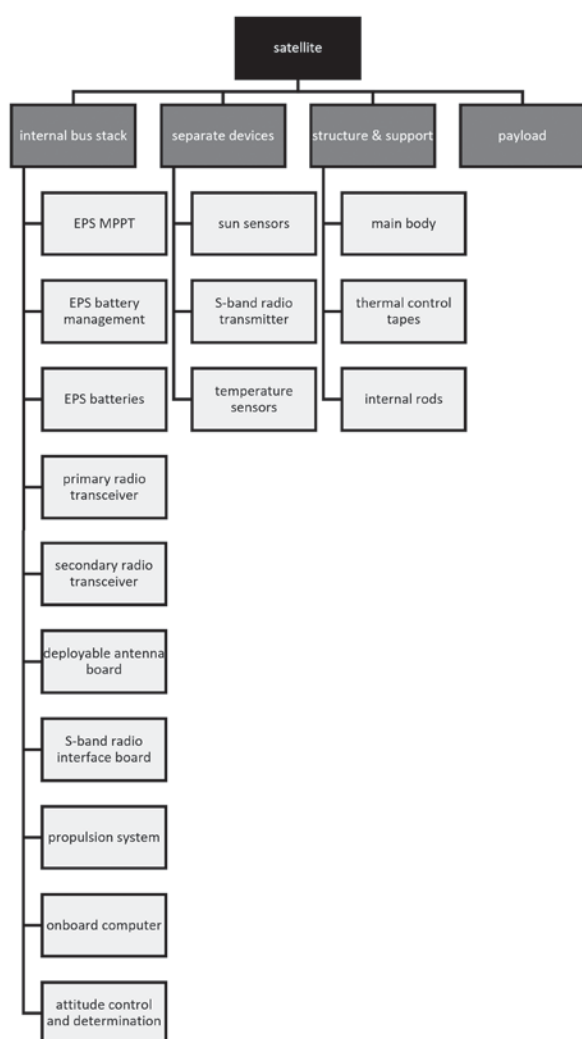 satellite
internal bus stack
separate devices
structure & support
payload
EPS MPPT
EPS battery
management
EPS batteries
primary radio
transceiver
secondary radio
transceiver
deployable antenna
board
S-band radio
interface board
propulsion system
onboard computer
attitude control
and determination
sun sensors
S-band radio
transmitter
temperature
sensors
main body
thermal control
tapes
internal rods